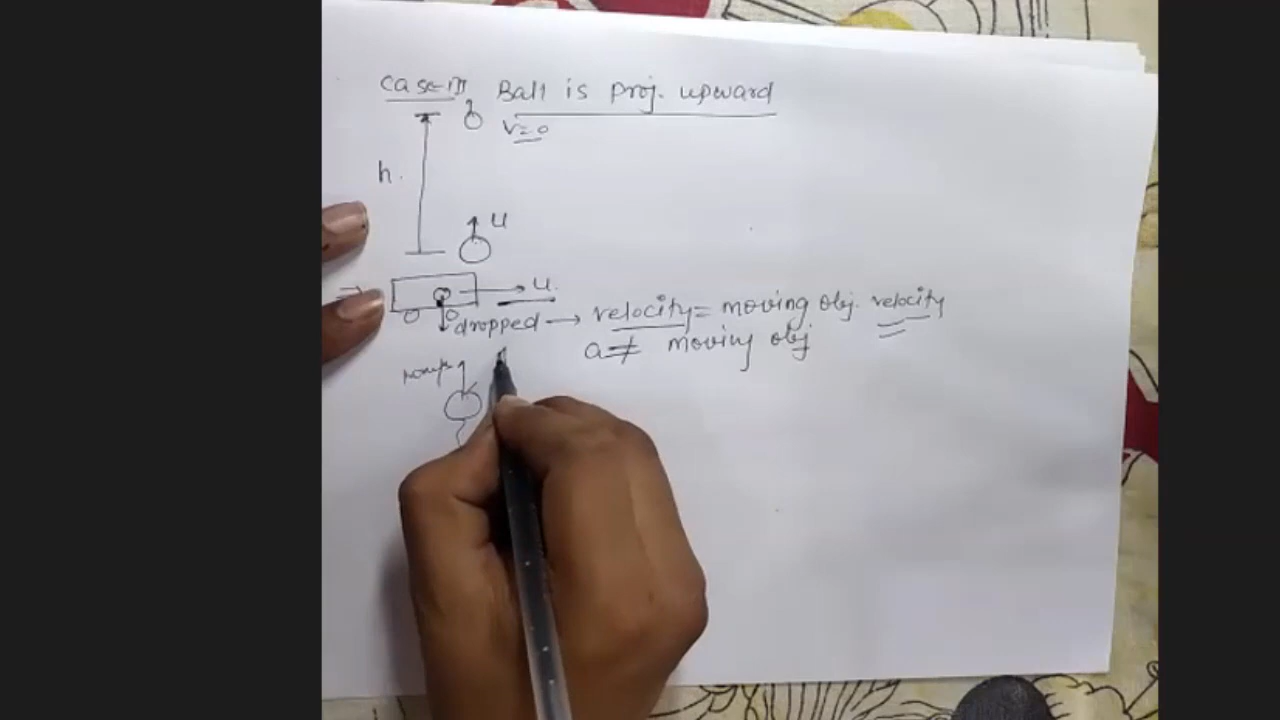 Case-III Ball is Proj. upward
V=0
h.
u
u.
dropped → velocity = moving obj. velocity
a ≠ moving obj